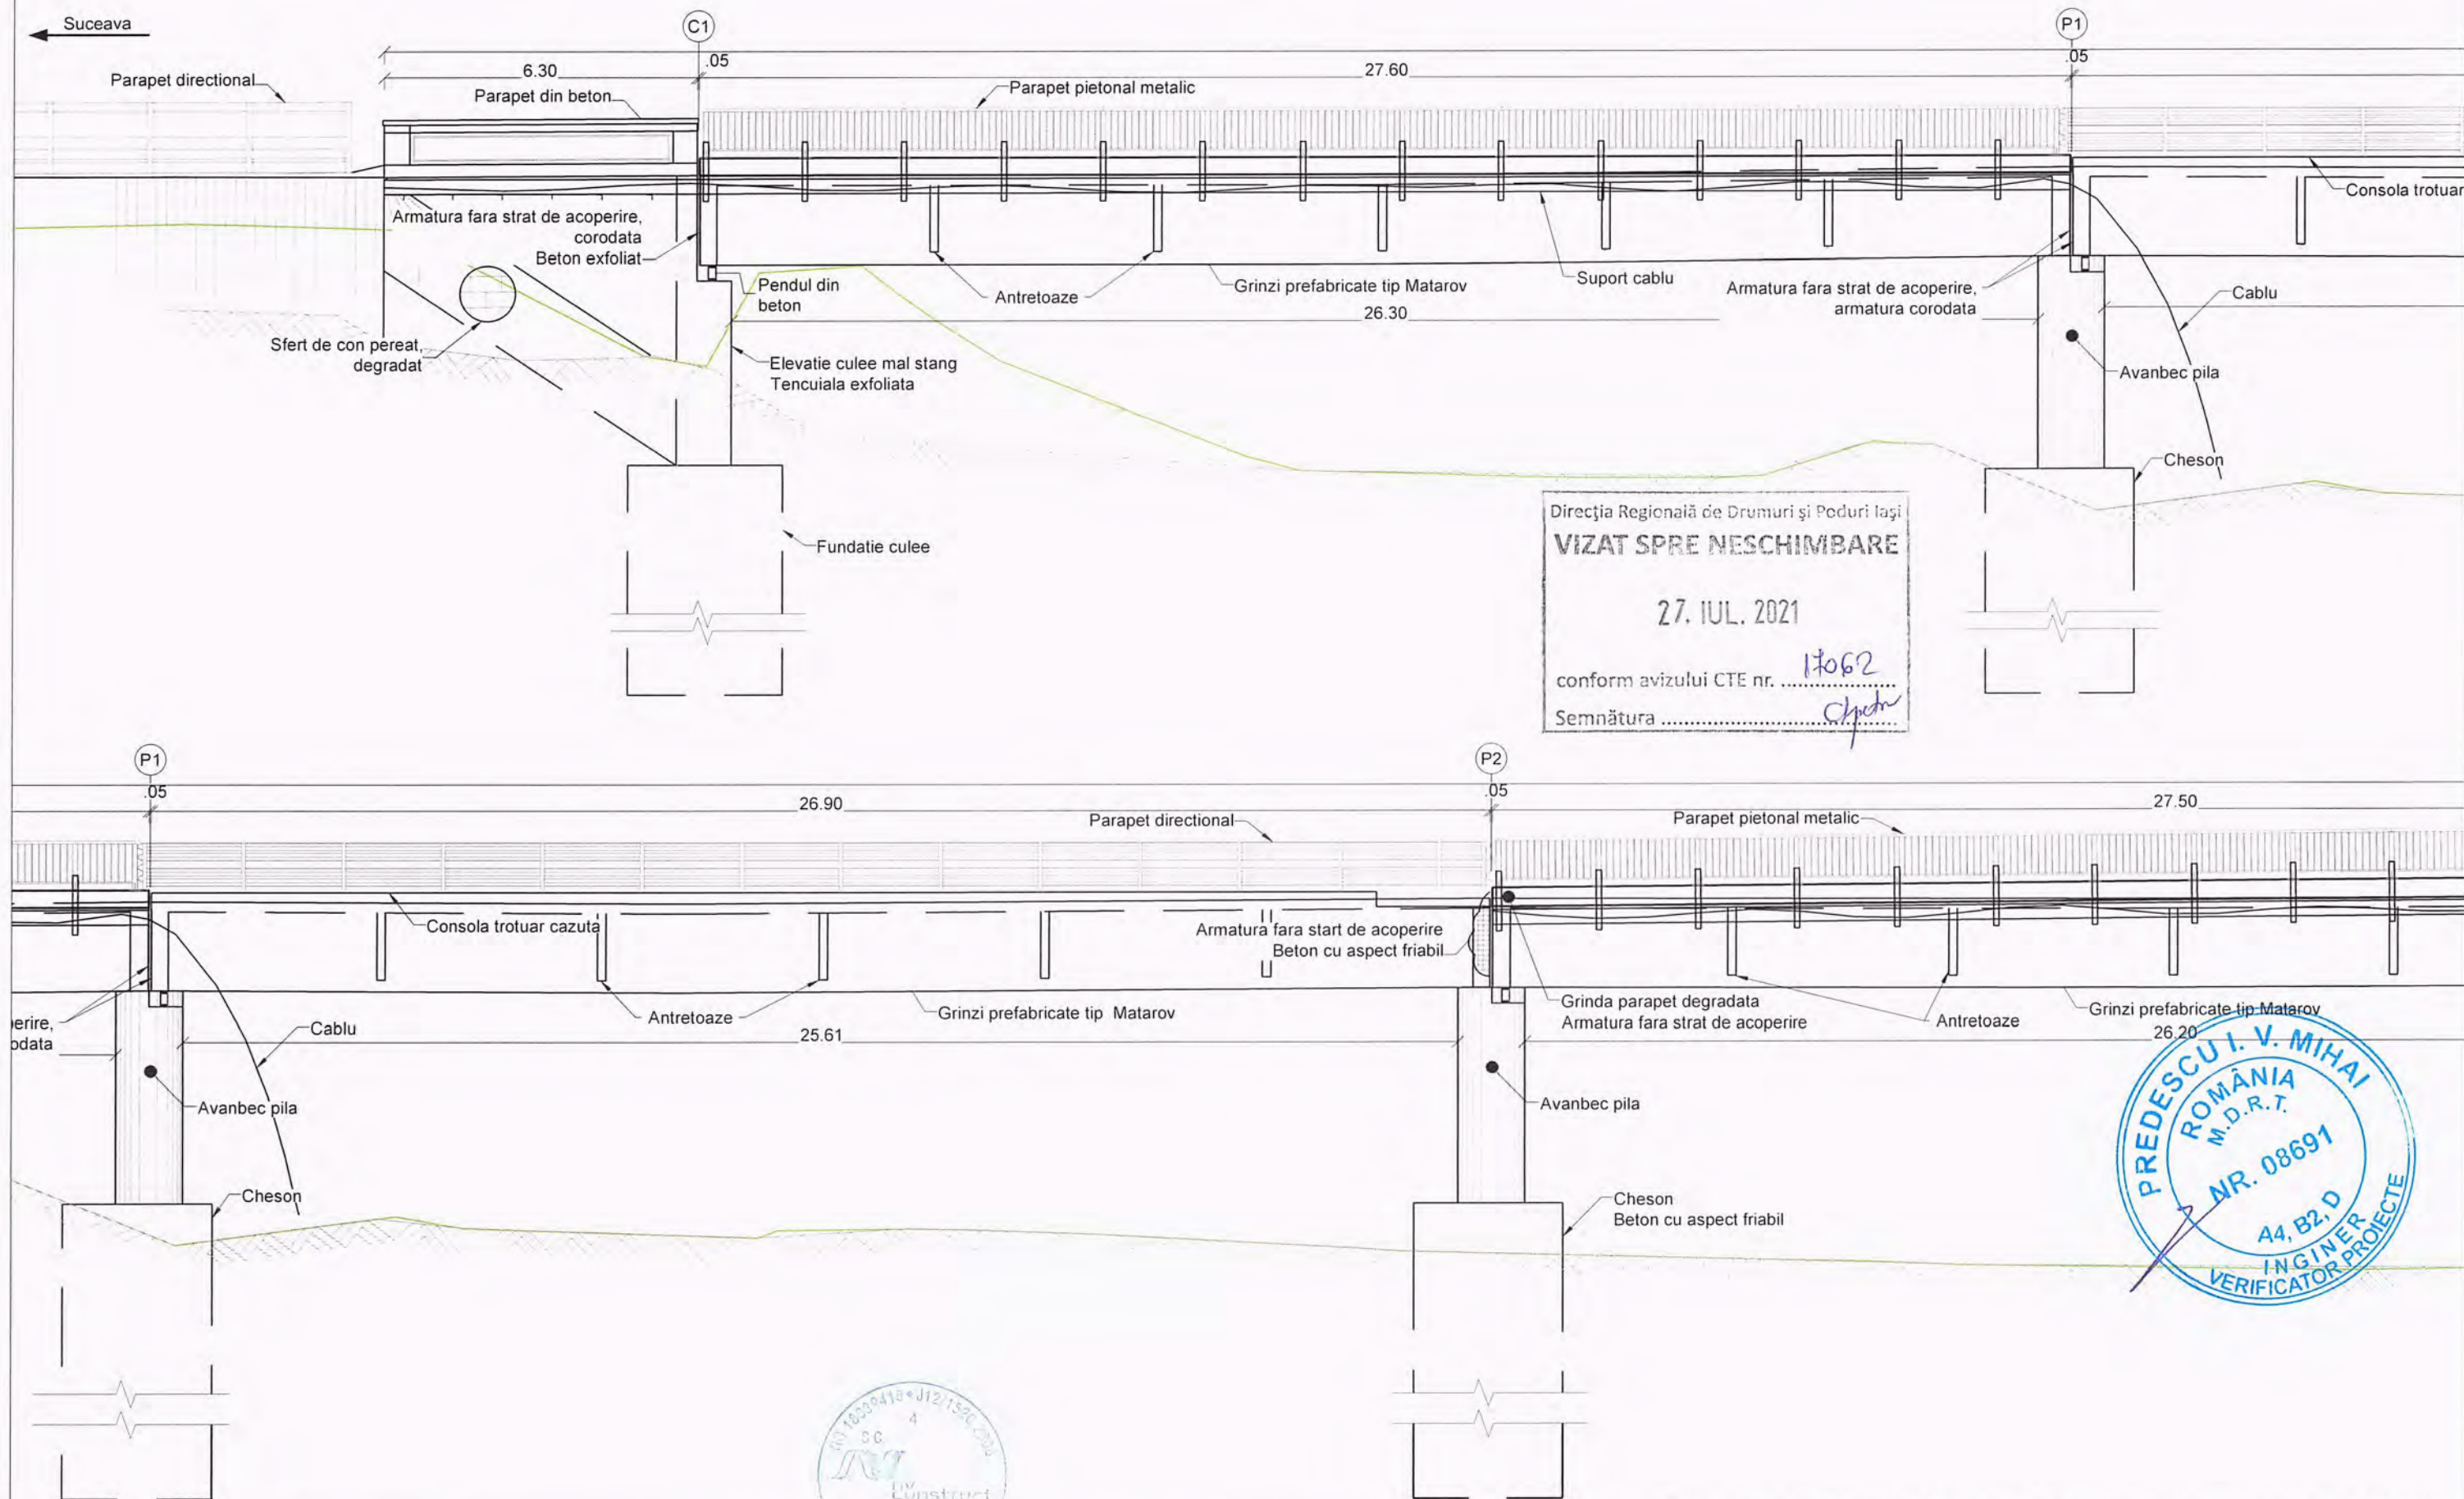 Suceava
C1
P1
.05
.05
6.30
27.60
Parapet directional
Parapet din beton
Parapet pietonal metalic
Consola trotuar
Armatura fara strat de acoperire,
corodata
Beton exfoliat
Pendul din
beton
Antretoaze
Grinzi prefabricate tip Matarov
Suport cablu
Armatura fara strat de acoperire,
armatura corodata
Cablu
26.30
Sfert de con pereat,
degradat
Elevatie culee mal stang
Tencuiala exfoliata
Avanbec pila
Cheson
Fundatie culee
Direcția Regională de Drumuri și Poduri Iași
VIZAT SPRE NESCHIMBARE
27. IUL. 2021
conform avizului CTE nr. 17062
Semnătura
P1
P2
.05
.05
26.90
27.50
Parapet directional
Parapet pietonal metalic
Consola trotuar cazuta
Armatura fara start de acoperire
Beton cu aspect friabil
Antretoaze
Grinzi prefabricate tip Matarov
Grinda parapet degradata
Armatura fara strat de acoperire
Antretoaze
Grinzi prefabricate tip Matarov
erire,
odata
Cablu
25.61
26.20
Avanbec pila
Avanbec pila
Cheson
Cheson
Beton cu aspect friabil
PREDESCU I. V. MIHAI
ROMÂNIA
M.D.R.T.
NR. 08691
A4, B2, D
INGINER
VERIFICATOR PROIECTE
4
S.C.
Construct